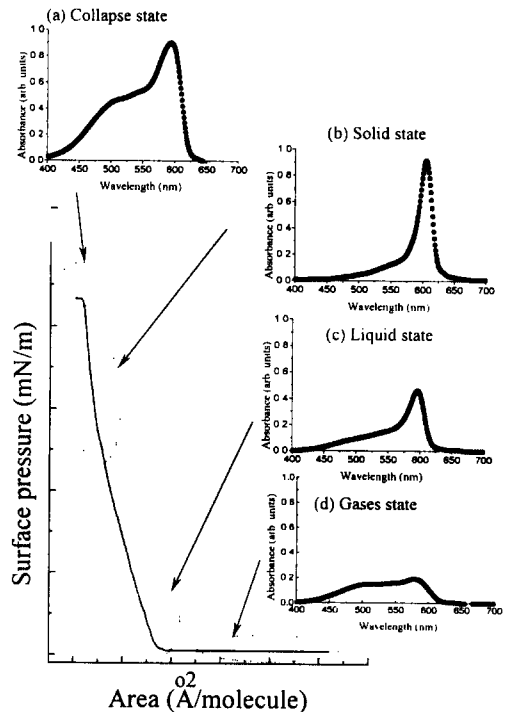 (a) Collapse state
Absorbance (arb units)
1.0
0.8
0.6
0.4
0.2
0.0
400 450 500 550 600 650 700
Wavelength (nm)
(b) Solid state
Absorbance (arb units)
1.0
0.8
0.6
0.4
0.2
0.0
400 450 500 550 600 650 700
Wavelength (nm)
(c) Liquid state
Absorbance (arb units)
1.0
0.8
0.6
0.4
0.2
0.0
400 450 500 550 600 650 700
Wavelength (nm)
(d) Gases state
Absorbance (arb units)
1.0
0.8
0.6
0.4
0.2
0.0
400 450 500 550 600 650 700
Wavelength (nm)
Surface pressure (mN/m)
o2
Area (A/molecule)